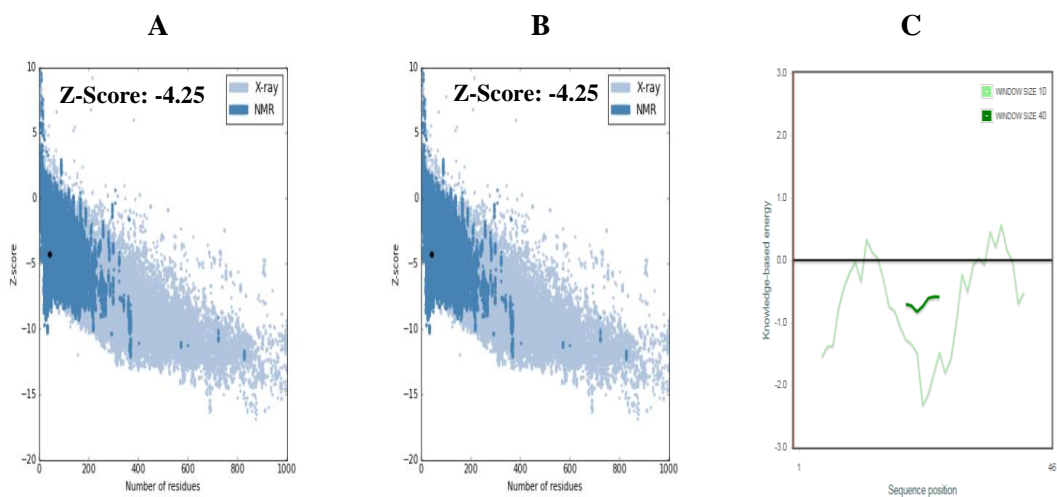 A
B
C
10
5
0
−5
−10
−15
−20
Z-score
Z-Score: -4.25
X-ray
NMR
0
200
400
600
800
1000
Number of residues
10
5
0
−5
−10
−15
−20
Z-score
Z-Score: -4.25
X-ray
NMR
0
200
400
600
800
1000
Number of residues
3.0
2.0
1.0
0.0
-1.0
-2.0
-3.0
Knowledge-based energy
WINDOW SIZE 10
WINDOW SIZE 40
1
46
Sequence position